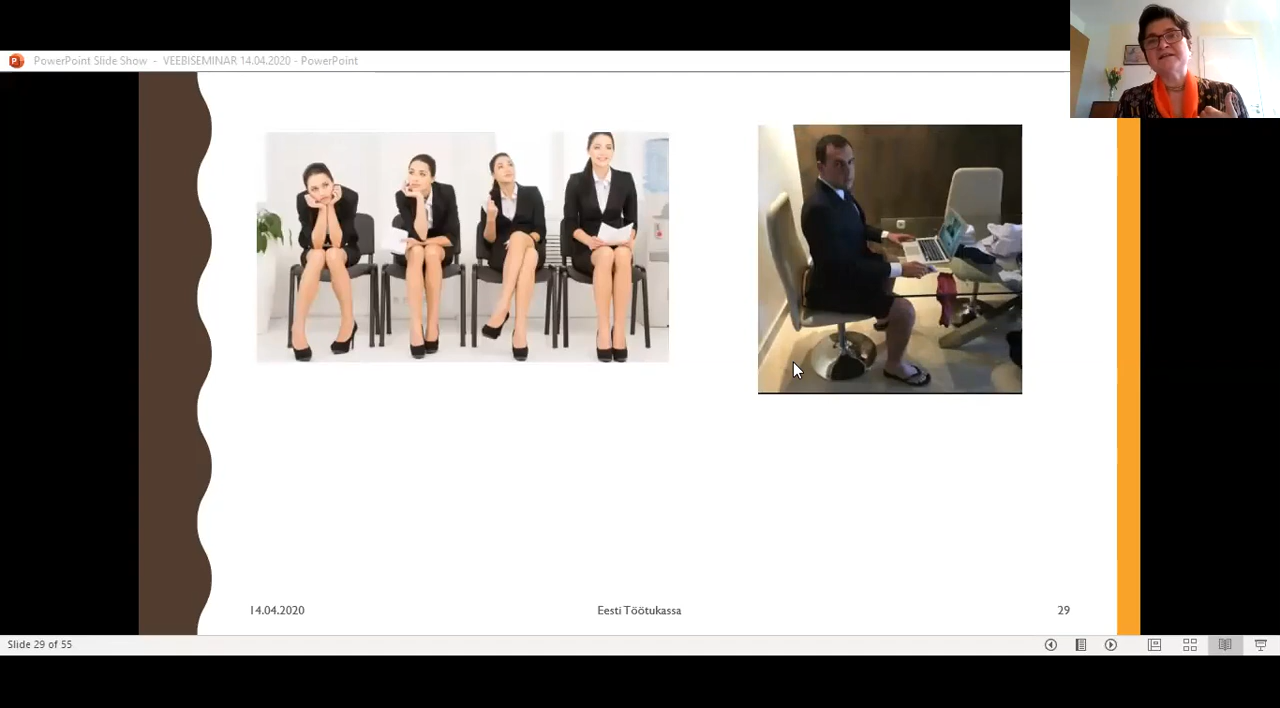 PowerPoint Slide Show - VEEBISEMINAR 14.04.2020 - PowerPoint
14.04.2020
Eesti Töötukassa
29
Slide 29 of 55